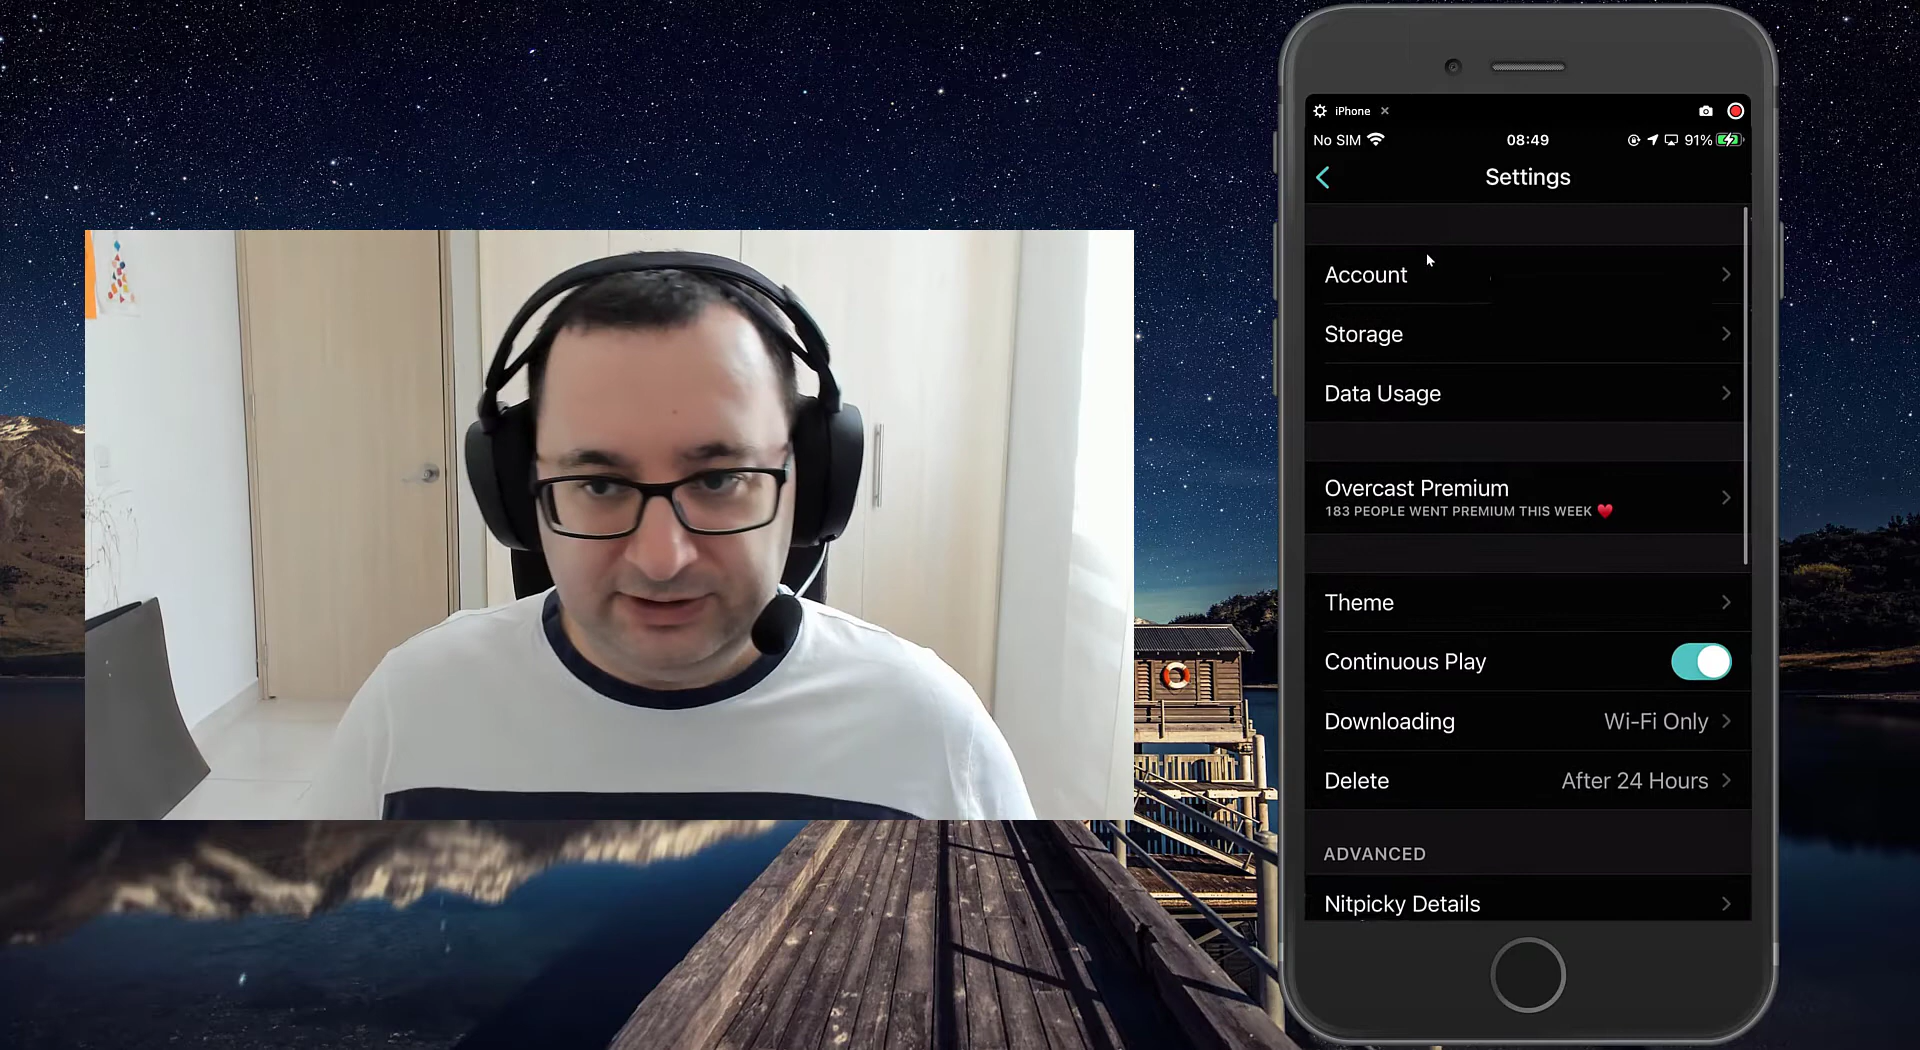 iPhone ×
No SIM 08:49 91%
Settings
Account
Storage
Data Usage
Overcast Premium
183 PEOPLE WENT PREMIUM THIS WEEK ❤️
Theme
Continuous Play
Downloading Wi-Fi Only
Delete After 24 Hours
ADVANCED
Nitpicky Details